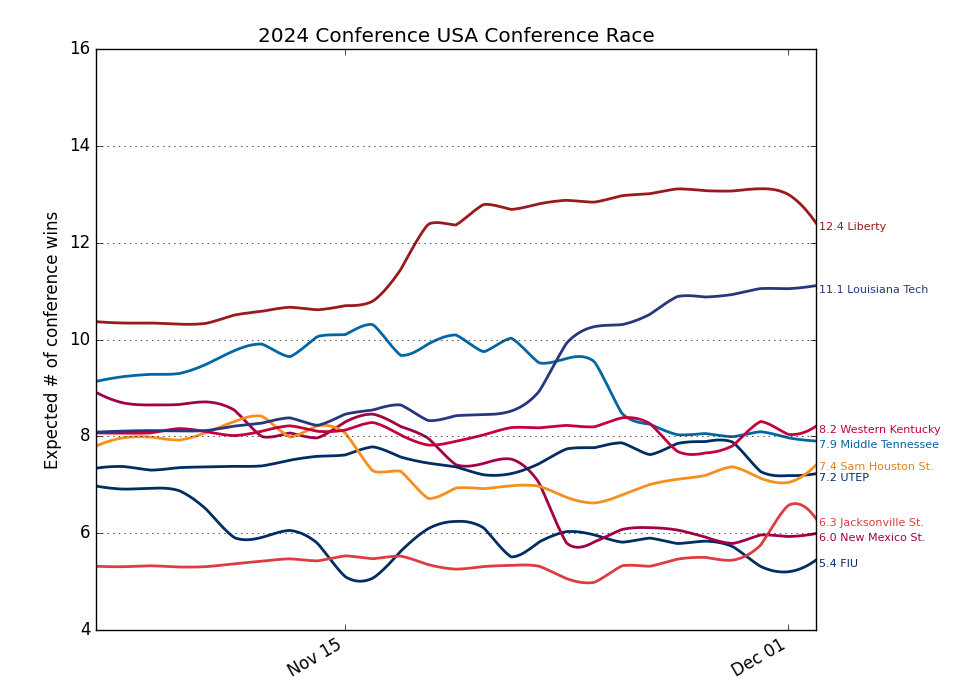 2024 Conference USA Conference Race
Expected # of conference wins
16
14
12
10
8
6
4
12.4 Liberty
11.1 Louisiana Tech
8.2 Western Kentucky
7.9 Middle Tennessee
7.4 Sam Houston St.
7.2 UTEP
6.3 Jacksonville St.
6.0 New Mexico St.
5.4 FIU
Nov 15
Dec 01